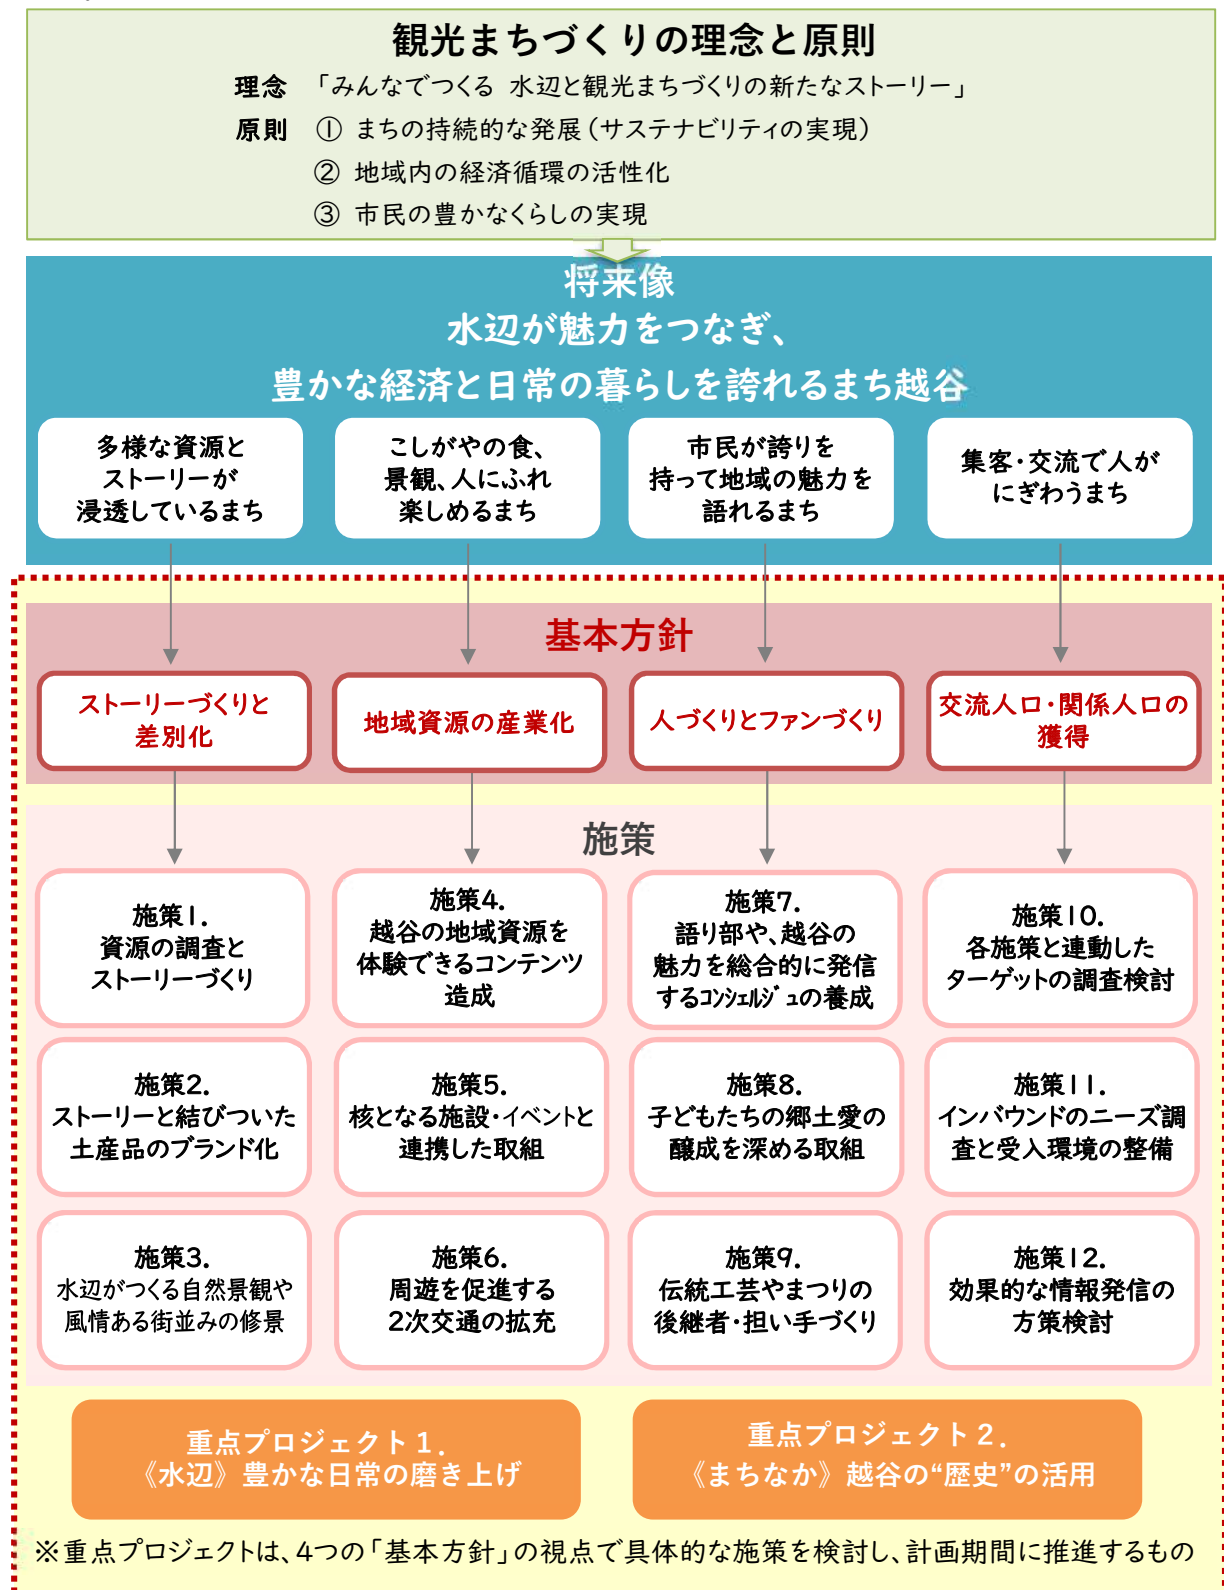 観光まちづくりの理念と原則
理念 「みんなでつくる 水辺と観光まちづくりの新たなストーリー」
原則 ① まちの持続的な発展（サステナビリティの実現）
② 地域内の経済循環の活性化
③ 市民の豊かなくらしの実現
将来像
水辺が魅力をつなぎ、
豊かな経済と日常の暮らしを誇れるまち越谷
多様な資源と
ストーリーが
浸透しているまち
こしがやの食、
景観、人にふれ
楽しめるまち
市民が誇りを
持って地域の魅力を
語れるまち
集客・交流で人が
にぎわうまち
基本方針
ストーリーづくりと
差別化
地域資源の産業化
人づくりとファンづくり
交流人口・関係人口の
獲得
施策
施策1.
資源の調査と
ストーリーづくり
施策4.
越谷の地域資源を
体験できるコンテンツ
造成
施策7.
語り部や、越谷の
魅力を総合的に発信
するｺﾝｼｪﾙｼﾞｭの養成
施策10.
各施策と連動した
ターゲットの調査検討
施策2.
ストーリーと結びついた
土産品のブランド化
施策5.
核となる施設・イベントと
連携した取組
施策8.
子どもたちの郷土愛の
醸成を深める取組
施策11.
インバウンドのニーズ調
査と受入環境の整備
施策3.
水辺がつくる自然景観や
風情ある街並みの修景
施策6.
周遊を促進する
2次交通の拡充
施策9.
伝統工芸やまつりの
後継者・担い手づくり
施策12.
効果的な情報発信の
方策検討
重点プロジェクト１．
《水辺》豊かな日常の磨き上げ
重点プロジェクト２．
《まちなか》越谷の“歴史”の活用
※重点プロジェクトは、4つの「基本方針」の視点で具体的な施策を検討し、計画期間に推進するもの